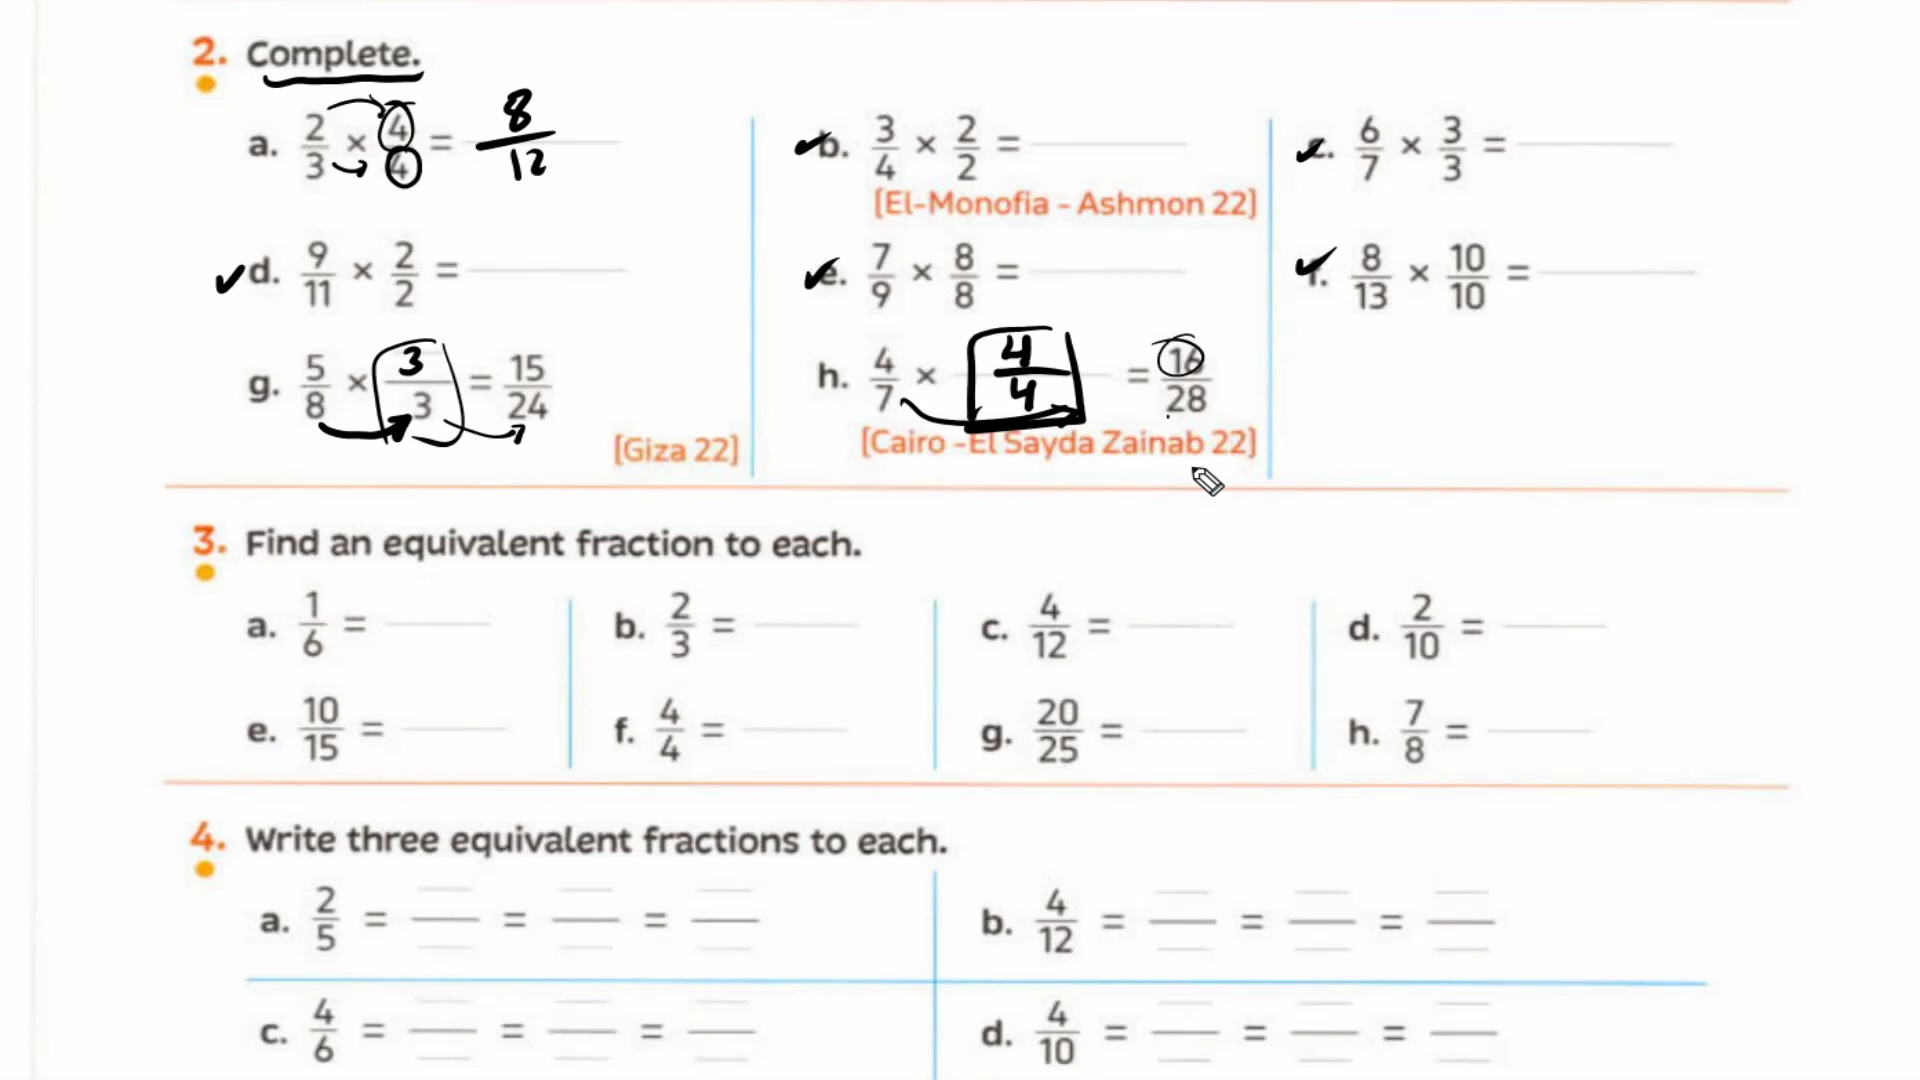 2. Complete.
a. 2/3 × 4/4 = 8/12
b. 3/4 × 2/2 =
[El-Monofia - Ashmon 22]
c. 6/7 × 3/3 =
d. 9/11 × 2/2 =
e. 7/9 × 8/8 =
f. 8/13 × 10/10 =
g. 5/8 × 3/3 = 15/24
[Giza 22]
h. 4/7 × 4/4 = 16/28
[Cairo -El Sayda Zainab 22]
3. Find an equivalent fraction to each.
a. 1/6 =
b. 2/3 =
c. 4/12 =
d. 2/10 =
e. 10/15 =
f. 4/4 =
g. 20/25 =
h. 7/8 =
4. Write three equivalent fractions to each.
a. 2/5 = = =
b. 4/12 = = =
c. 4/6 = = =
d. 4/10 = = =